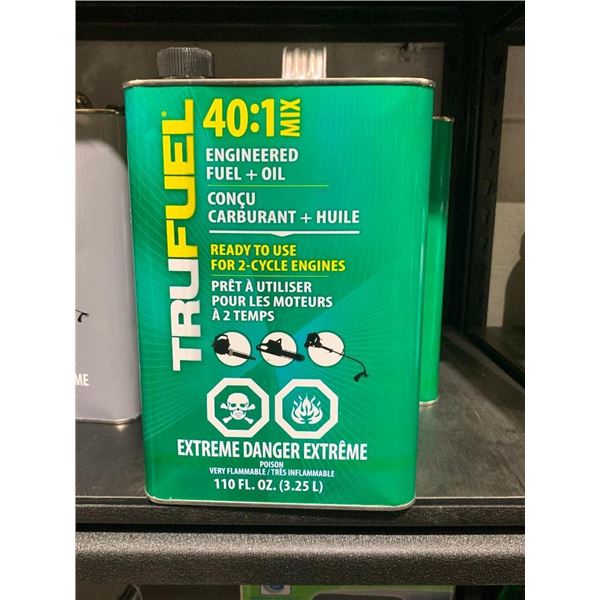 TRUFUEL®
40:1 MIX
ENGINEERED
FUEL + OIL
CONÇU
CARBURANT + HUILE
READY TO USE
FOR 2-CYCLE ENGINES
PRÊT À UTILISER
POUR LES MOTEURS
À 2 TEMPS
EXTREME DANGER EXTRÊME
POISON
VERY FLAMMABLE / TRÈS INFLAMMABLE
110 FL. OZ. (3.25 L)
ME